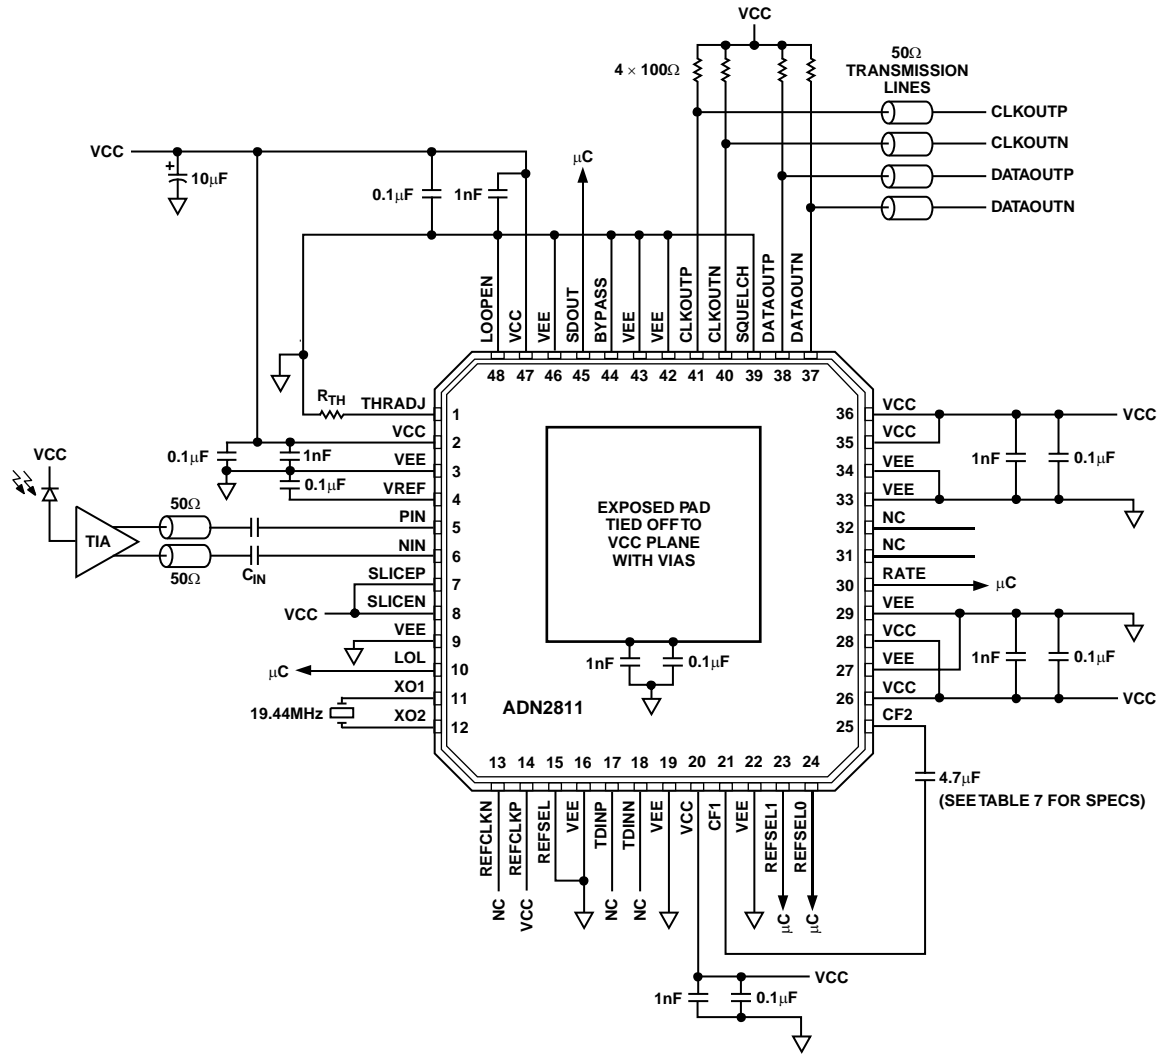 VCC
4 × 100Ω
50Ω
TRANSMISSION
LINES
CLKOUTP
CLKOUTN
DATAOUTP
DATAOUTN
VCC
10μF
+
0.1μF
1nF
μC
LOOPEN
VCC
VEE
SDOUT
BYPASS
VEE
VEE
CLKOUTP
CLKOUTN
SQUELCH
DATAOUTP
DATAOUTN
48 47 46 45 44 43 42 41 40 39 38 37
RTH
THRADJ 1
VCC 2
0.1μF
1nF
VEE 3
0.1μF
VREF 4
VCC
TIA
50Ω
50Ω
CIN
PIN 5
NIN 6
SLICEP 7
VCC
SLICEN 8
VEE 9
μC
LOL 10
XO1 11
19.44MHz
XO2 12
EXPOSED PAD
TIED OFF TO
VCC PLANE
WITH VIAS
1nF
0.1μF
ADN2811
36 VCC
VCC
35 VCC
1nF
0.1μF
34 VEE
33 VEE
32 NC
31 NC
30 RATE
μC
29 VEE
28 VCC
1nF
0.1μF
27 VEE
26 VCC
VCC
25 CF2
4.7μF
(SEE TABLE 7 FOR SPECS)
13 14 15 16 17 18 19 20 21 22 23 24
REFCLKN
REFCLKP
REFSEL
VEE
TDINP
TDINN
VEE
VCC
CF1
VEE
REFSEL1
REFSEL0
NC
VCC
NC
NC
μC
μC
VCC
1nF
0.1μF